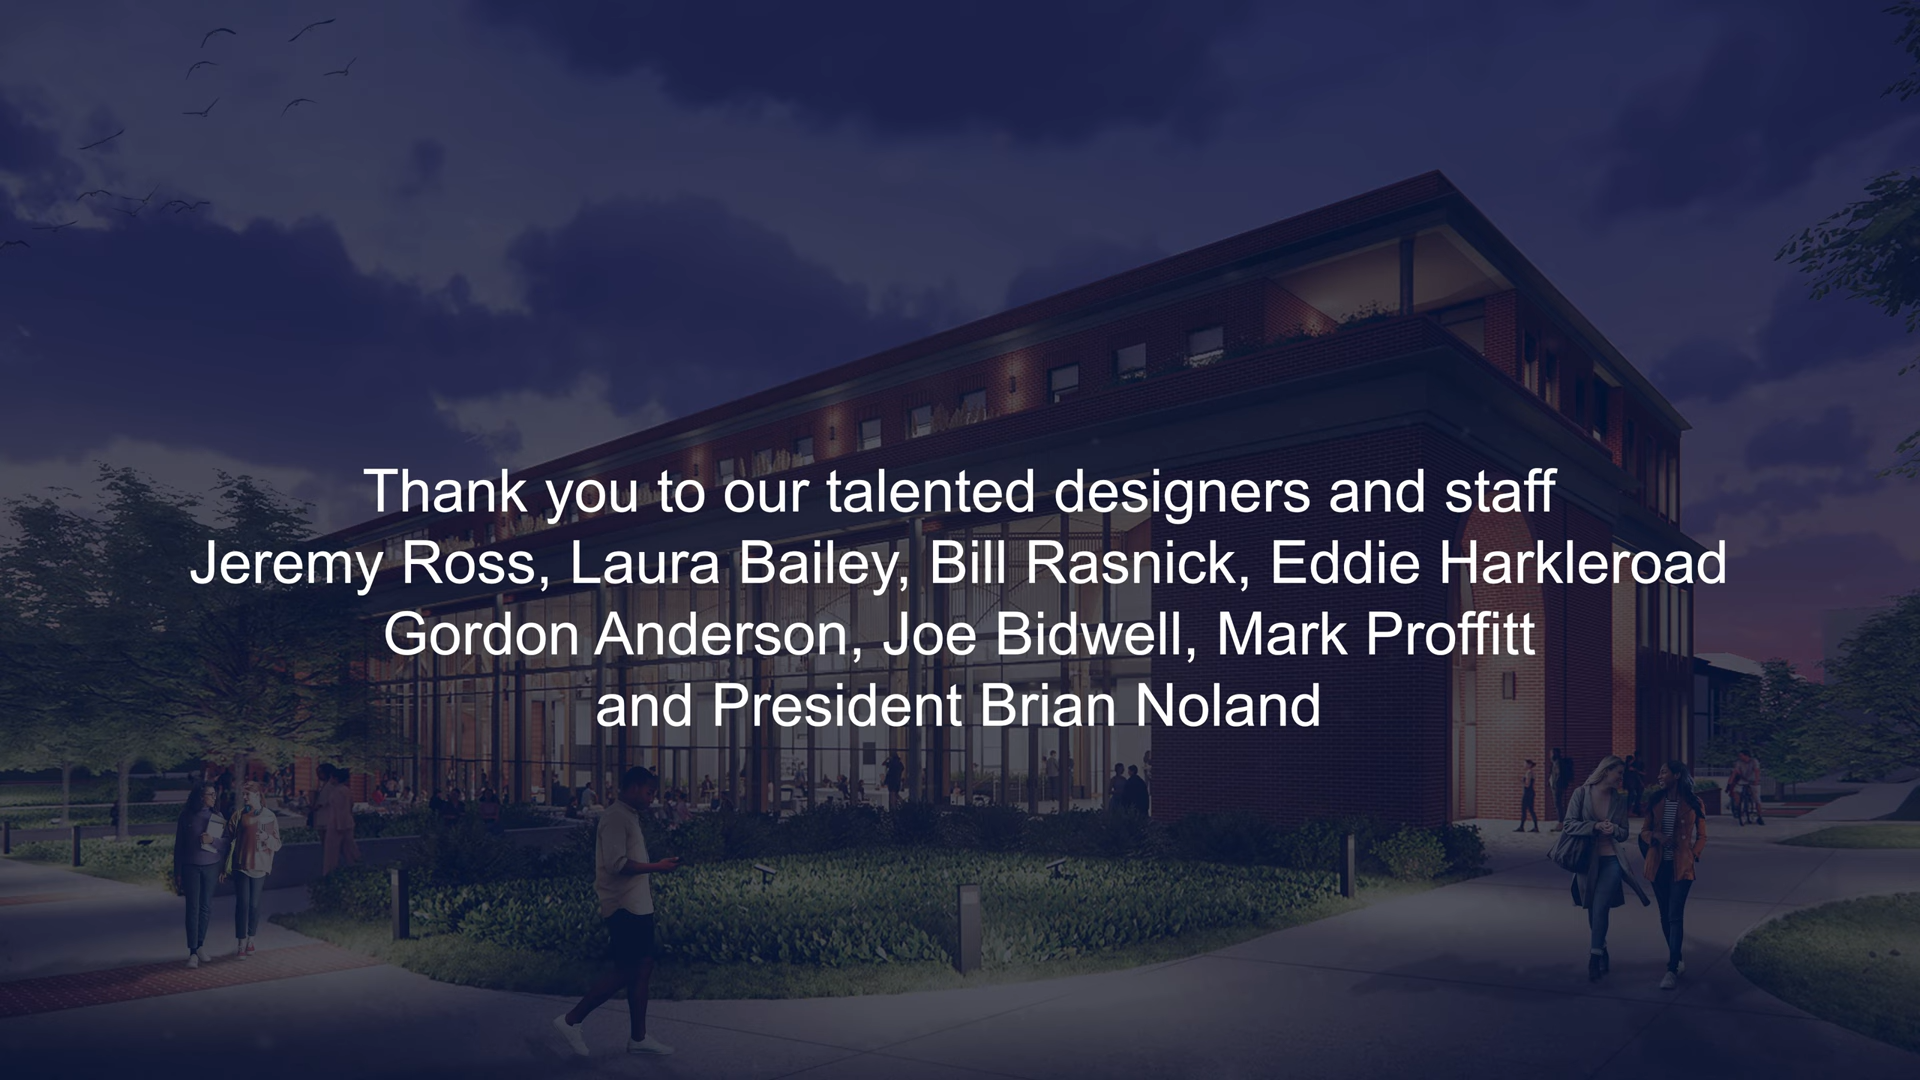 Thank you to our talented designers and staff
Jeremy Ross, Laura Bailey, Bill Rasnick, Eddie Harkleroad
Gordon Anderson, Joe Bidwell, Mark Proffitt
and President Brian Noland